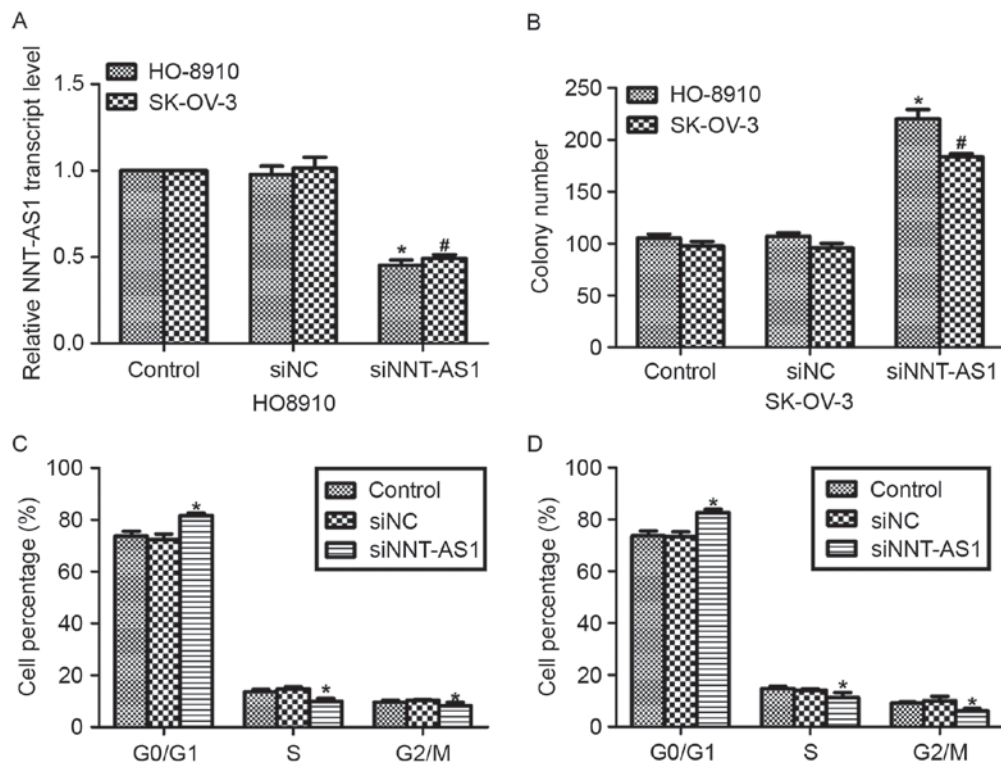 A
Relative NNT-AS1 transcript level
HO-8910
SK-OV-3
1.5
1.0
0.5
0.0
*
#
Control siNC siNNT-AS1
HO8910
B
Colony number
HO-8910
SK-OV-3
250
200
150
100
50
0
*
#
Control siNC siNNT-AS1
SK-OV-3
C
Cell percentage (%)
100
80
60
40
20
0
*
*
*
Control
siNC
siNNT-AS1
G0/G1 S G2/M
D
Cell percentage (%)
100
80
60
40
20
0
*
*
*
Control
siNC
siNNT-AS1
G0/G1 S G2/M